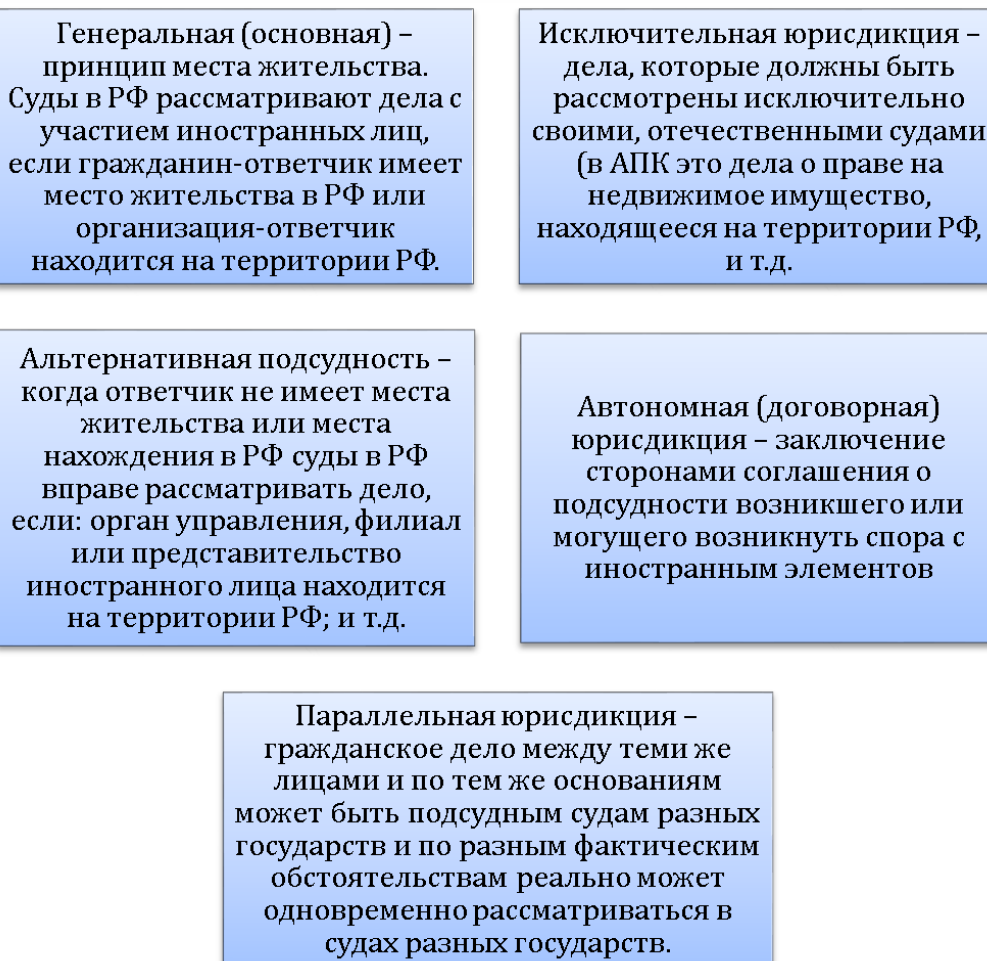 Генеральная (основная) –
принцип места жительства.
Суды в РФ рассматривают дела с
участием иностранных лиц,
если гражданин-ответчик имеет
место жительства в РФ или
организация-ответчик
находится на территории РФ.
Исключительная юрисдикция –
дела, которые должны быть
рассмотрены исключительно
своими, отечественными судами
(в АПК это дела о праве на
недвижимое имущество,
находящееся на территории РФ,
и т.д.
Альтернативная подсудность –
когда ответчик не имеет места
жительства или места
нахождения в РФ суды в РФ
вправе рассматривать дело,
если: орган управления, филиал
или представительство
иностранного лица находится
на территории РФ; и т.д.
Автономная (договорная)
юрисдикция – заключение
сторонами соглашения о
подсудности возникшего или
могущего возникнуть спора с
иностранным элементов
Параллельная юрисдикция –
гражданское дело между теми же
лицами и по тем же основаниям
может быть подсудным судам разных
государств и по разным фактическим
обстоятельствам реально может
одновременно рассматриваться в
судах разных государств.